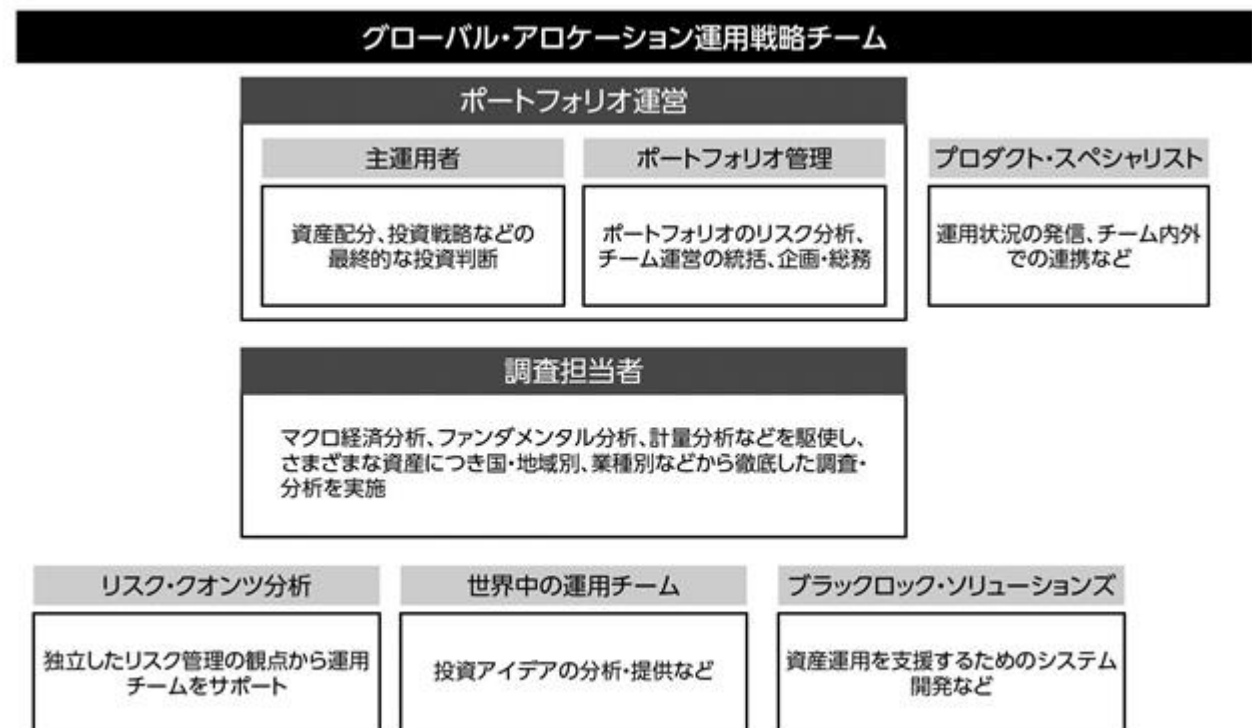 グローバル・アロケーション運用戦略チーム
ポートフォリオ運営
主運用者
資産配分、投資戦略などの
最終的な投資判断
ポートフォリオ管理
ポートフォリオのリスク分析、
チーム運営の統括、企画・総務
プロダクト・スペシャリスト
運用状況の発信、チーム内外
での連携など
調査担当者
マクロ経済分析、ファンダメンタル分析、計量分析などを駆使し、
さまざまな資産につき国・地域別、業種別などから徹底した調査・
分析を実施
リスク・クオンツ分析
独立したリスク管理の観点から運用
チームをサポート
世界中の運用チーム
投資アイデアの分析・提供など
ブラックロック・ソリューションズ
資産運用を支援するためのシステム
開発など